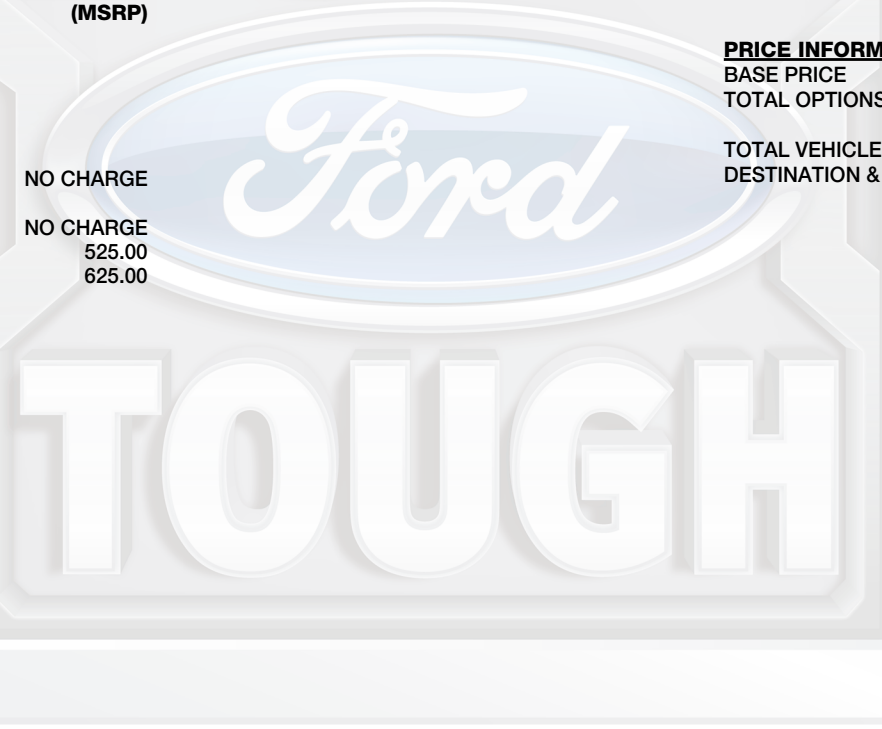 (MSRP)
PRICE INFORM
BASE PRICE
TOTAL OPTIONS
TOTAL VEHICLE
DESTINATION &
NO CHARGE
NO CHARGE
525.00
625.00
Ford
TOUGH